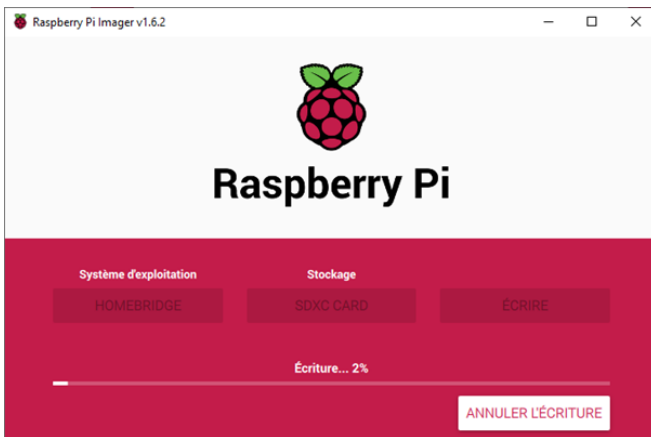 Raspberry Pi Imager v1.6.2
Raspberry Pi
Système d'exploitation
Stockage
HOMEBRIDGE
SDXC CARD
ÉCRIRE
Écriture... 2%
ANNULER L'ÉCRITURE